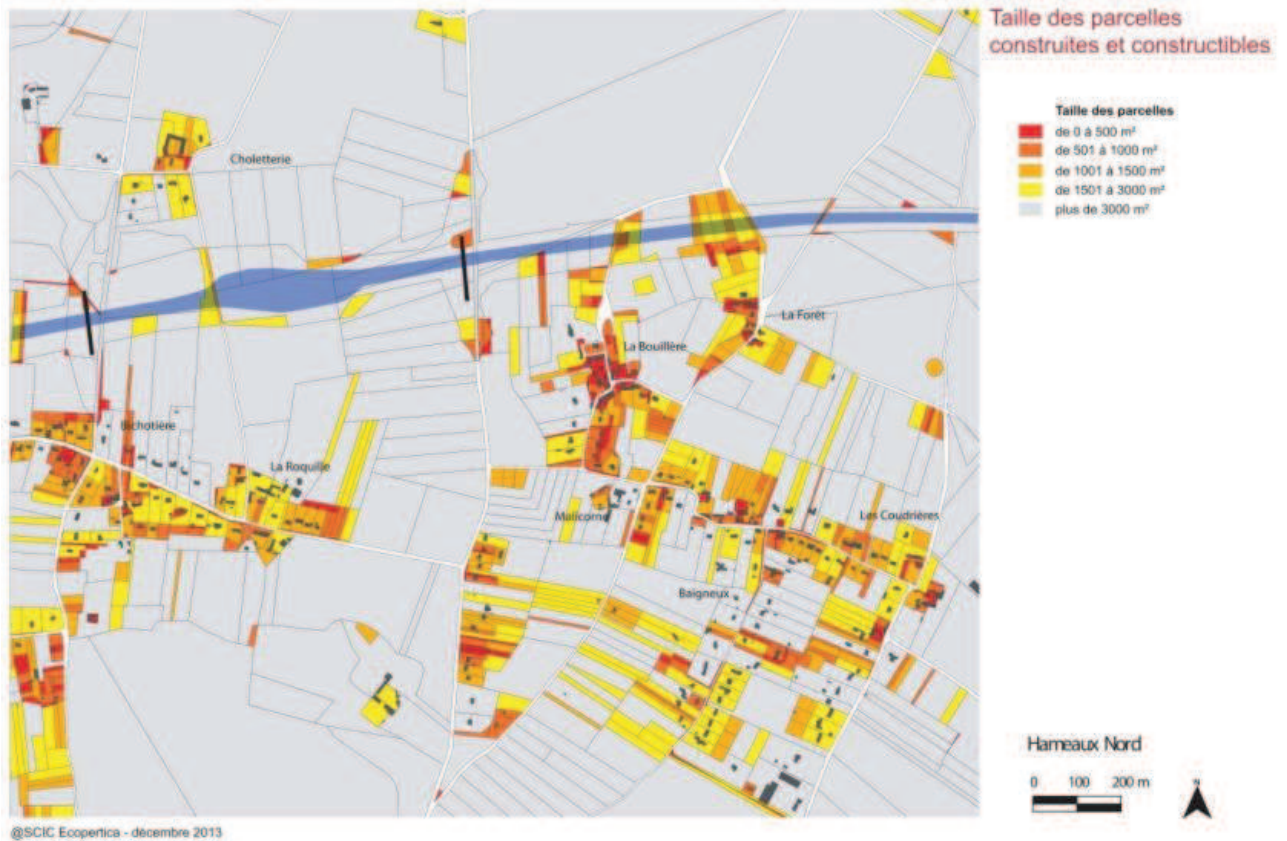 Taille des parcelles
construites et constructibles
Taille des parcelles
de 0 à 500 m²
de 501 à 1000 m²
de 1001 à 1500 m²
de 1501 à 3000 m²
plus de 3000 m²
Choletterie
La Forêt
La Bouillère
Bichotière
La Roquille
Malicorne
Les Coudrières
Baigneux
Hameaux Nord
0 100 200 m
N
@SCIC Ecopertica - décembre 2013